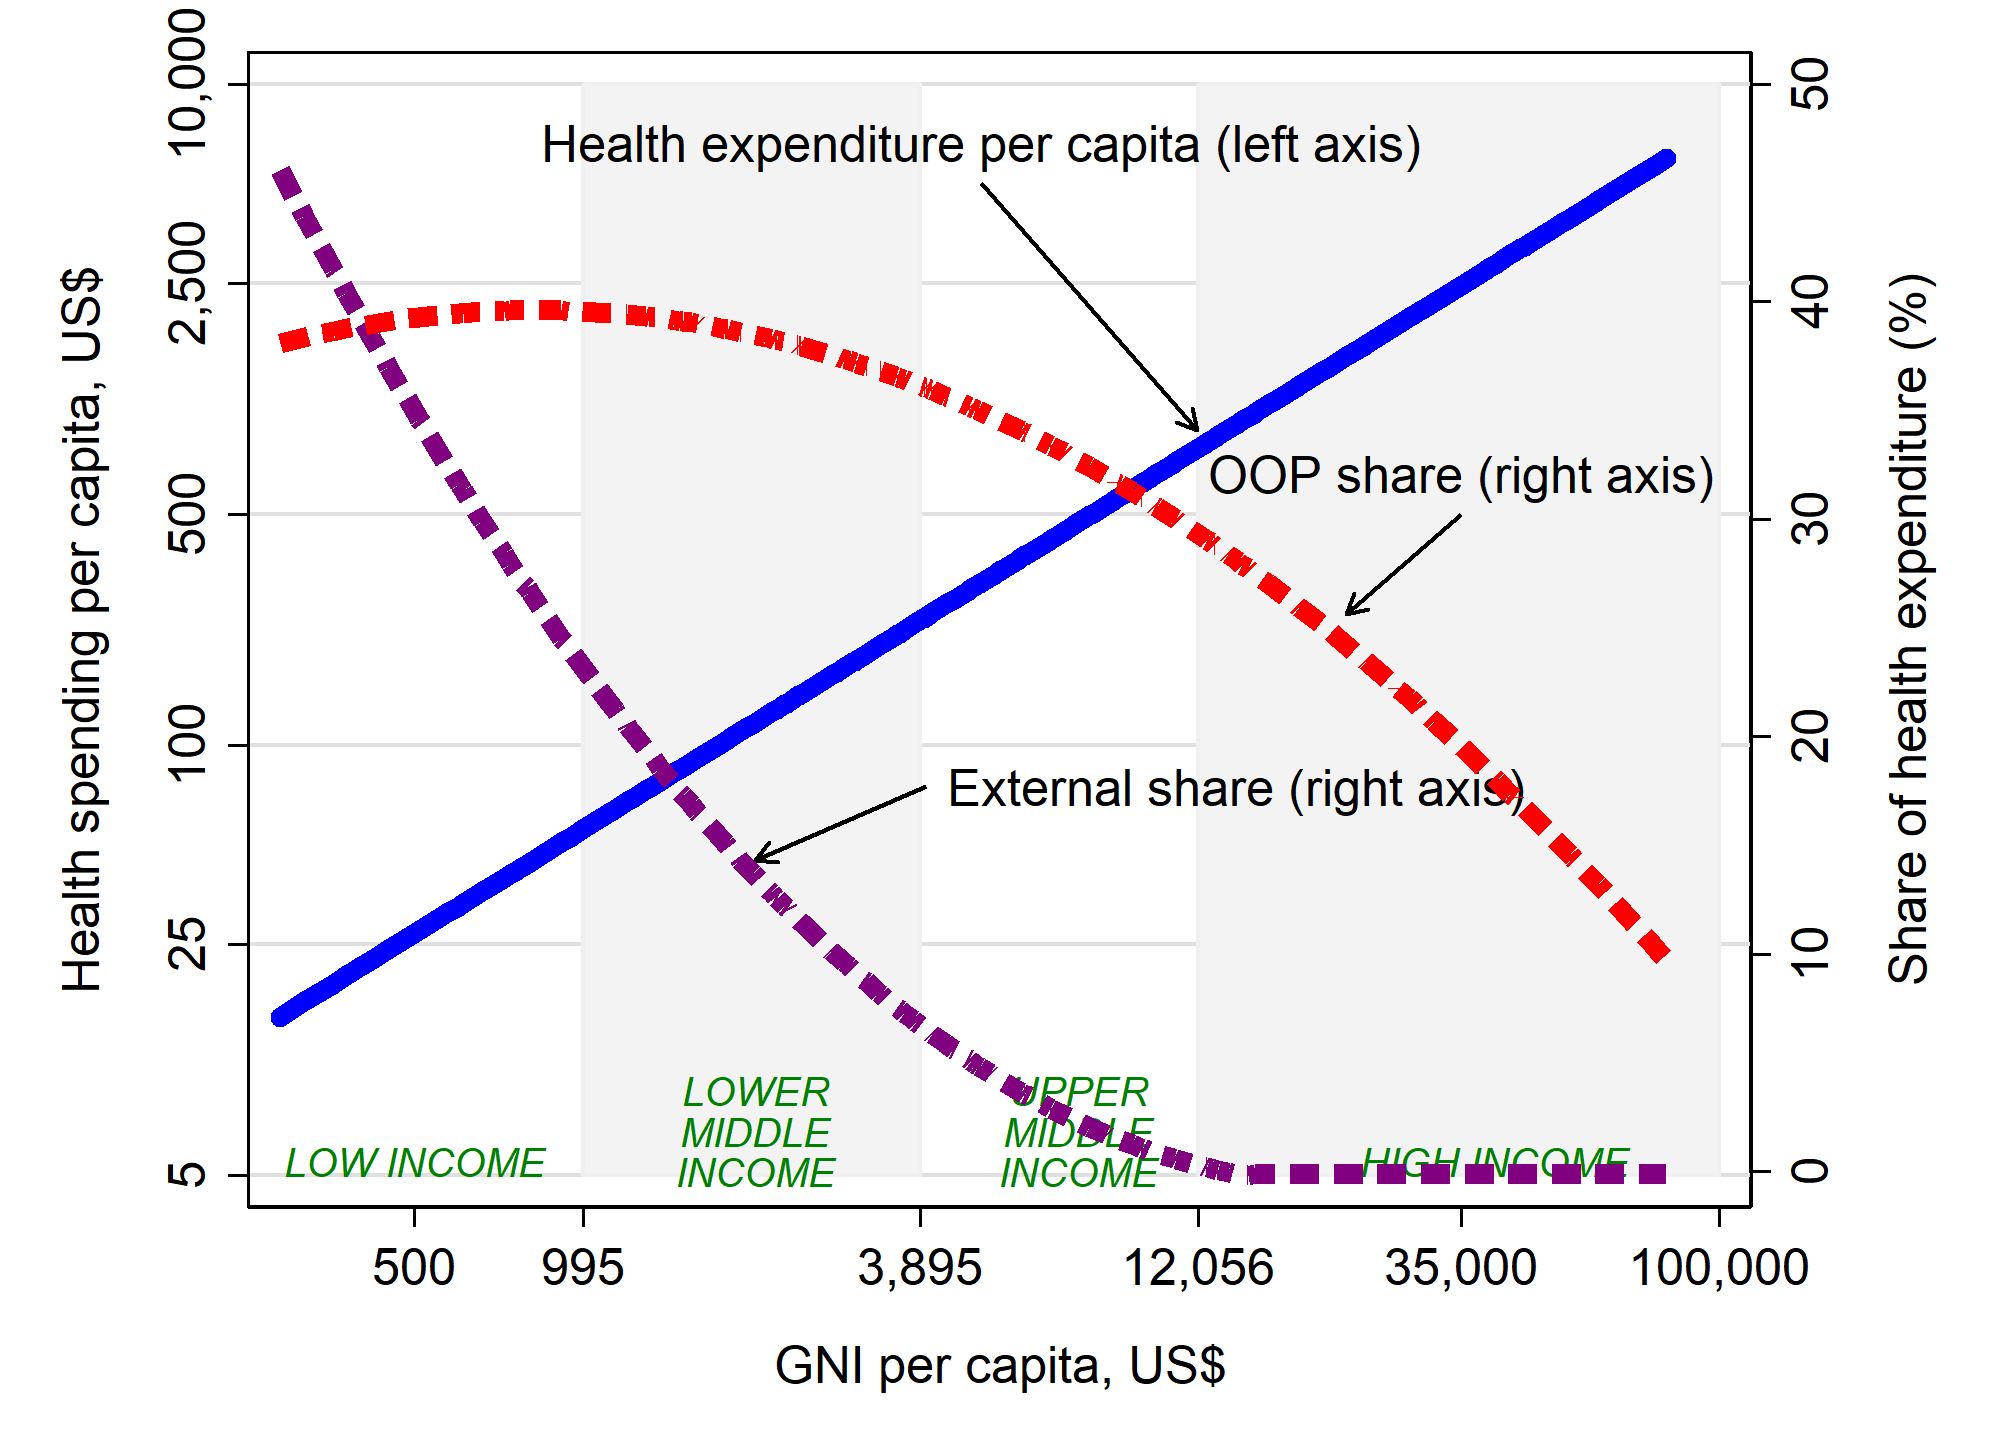 Health spending per capita, US$
10,000
2,500
500
100
25
5
Health expenditure per capita (left axis)
OOP share (right axis)
External share (right axis)
LOW INCOME
LOWER
MIDDLE
INCOME
UPPER
MIDDLE
INCOME
HIGH INCOME
50
40
30
20
10
0
Share of health expenditure (%)
500
995
3,895
12,056
35,000
100,000
GNI per capita, US$